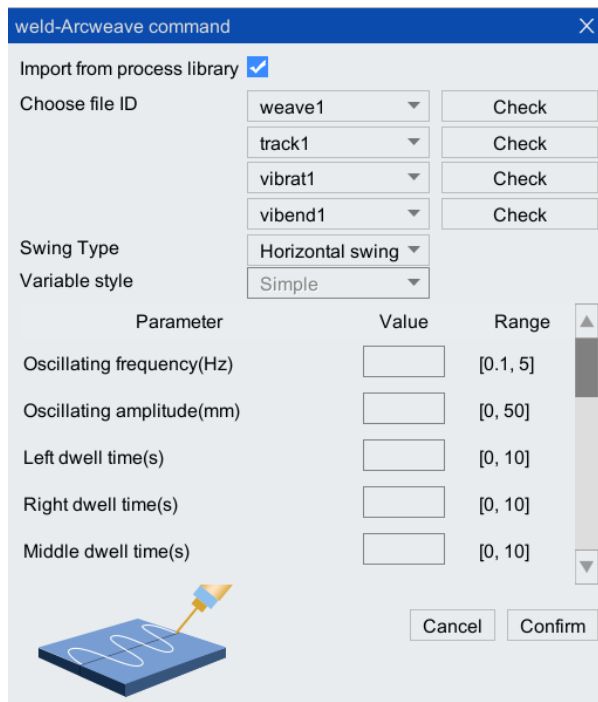 weld-Arcweave command
Import from process library
Choose file ID weave1 Check
track1 Check
vibrat1 Check
vibend1 Check
Swing Type Horizontal swing
Variable style Simple
Parameter Value Range
Oscillating frequency(Hz) [0.1, 5]
Oscillating amplitude(mm) [0, 50]
Left dwell time(s) [0, 10]
Right dwell time(s) [0, 10]
Middle dwell time(s) [0, 10]
Cancel Confirm